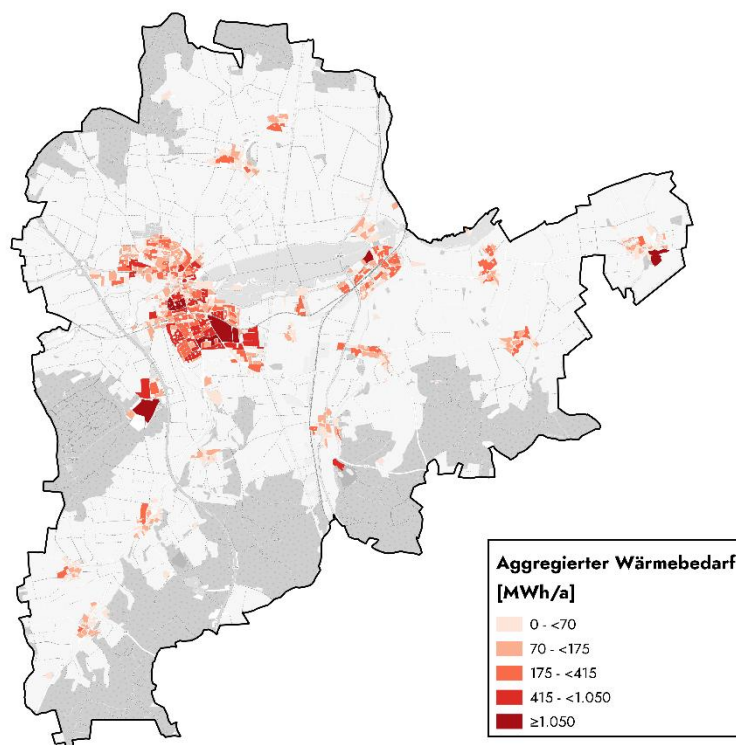 Aggregierter Wärmebedarf
[MWh/a]
0 - <70
70 - <175
175 - <415
415 - <1.050
≥1.050